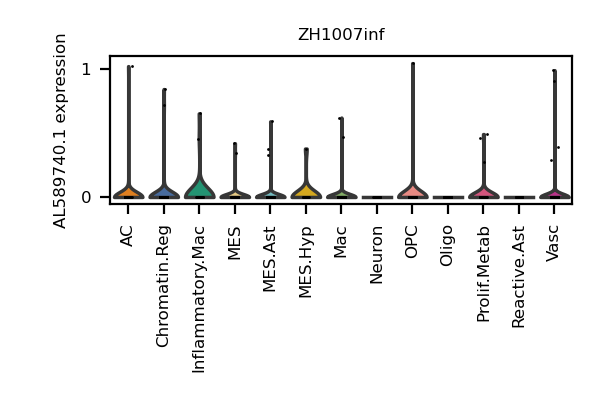 ZH1007inf
AL589740.1 expression
1
0
AC
Chromatin.Reg
Inflammatory.Mac
MES
MES.Ast
MES.Hyp
Mac
Neuron
OPC
Oligo
Prolif.Metab
Reactive.Ast
Vasc